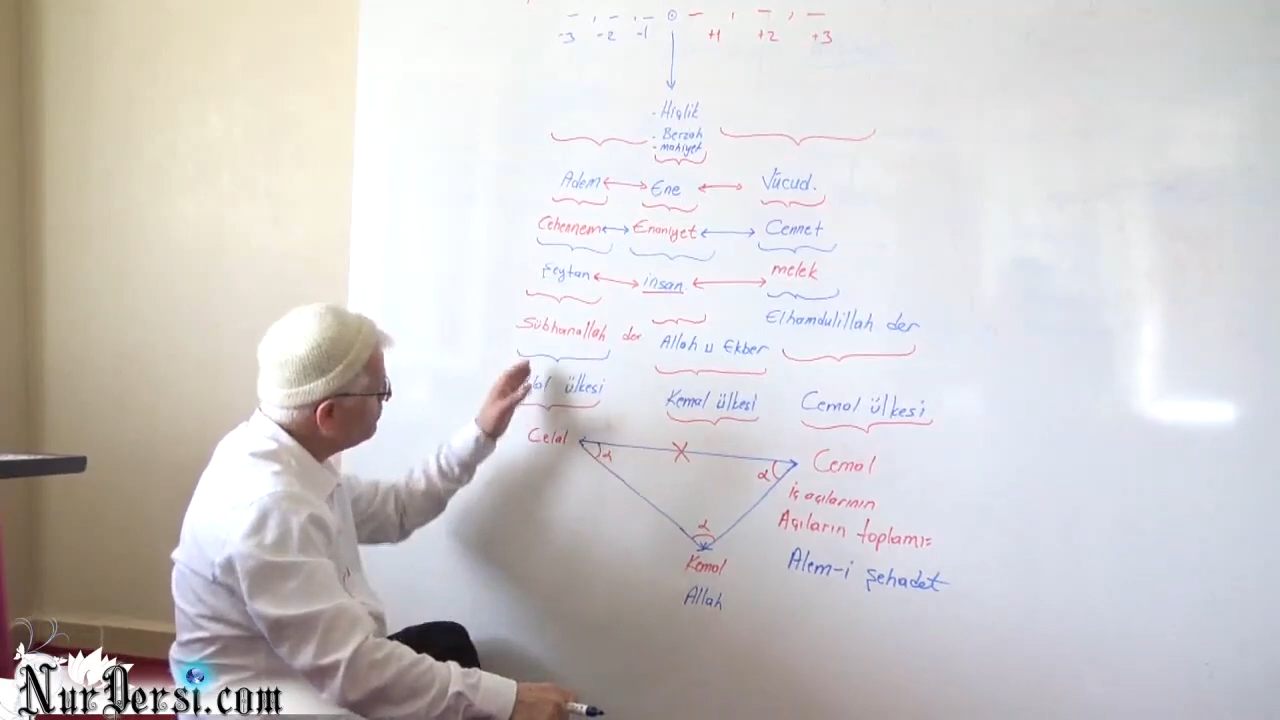 -3 -2 -1 +1 +2 +3
- Hiçlik
- Berzah
- mahiyet
Adem Ene Vücud.
Cehennem Enaniyet Cennet
Şeytan insan melek
Sübhanallah der Allah u Ekber Elhamdulillah der
ülkesi Kemal ülkesi Cemal ülkesi
Celal Cemal
α α
iç açılarının
Açıların toplamı=
α
Kemal Alem-i şehadet
Allah
NurDersi.com